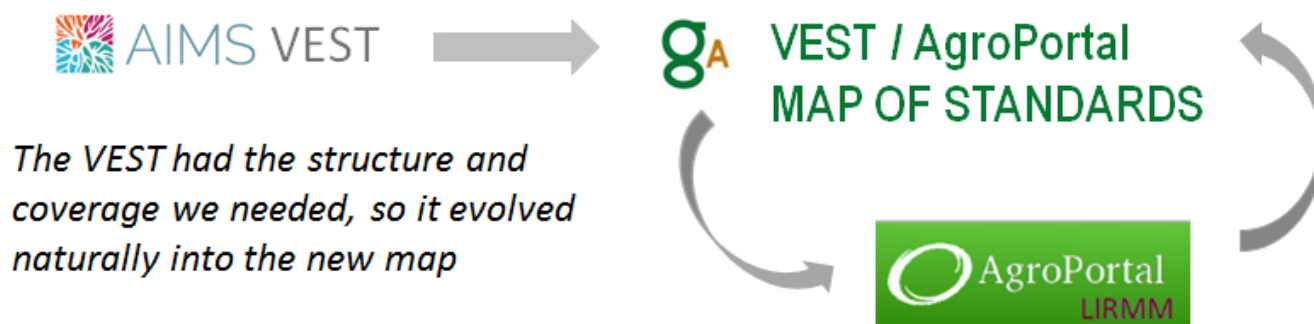 AIMS VEST
gA VEST / AgroPortal
MAP OF STANDARDS
The VEST had the structure and
coverage we needed, so it evolved
naturally into the new map
AgroPortal
LIRMM